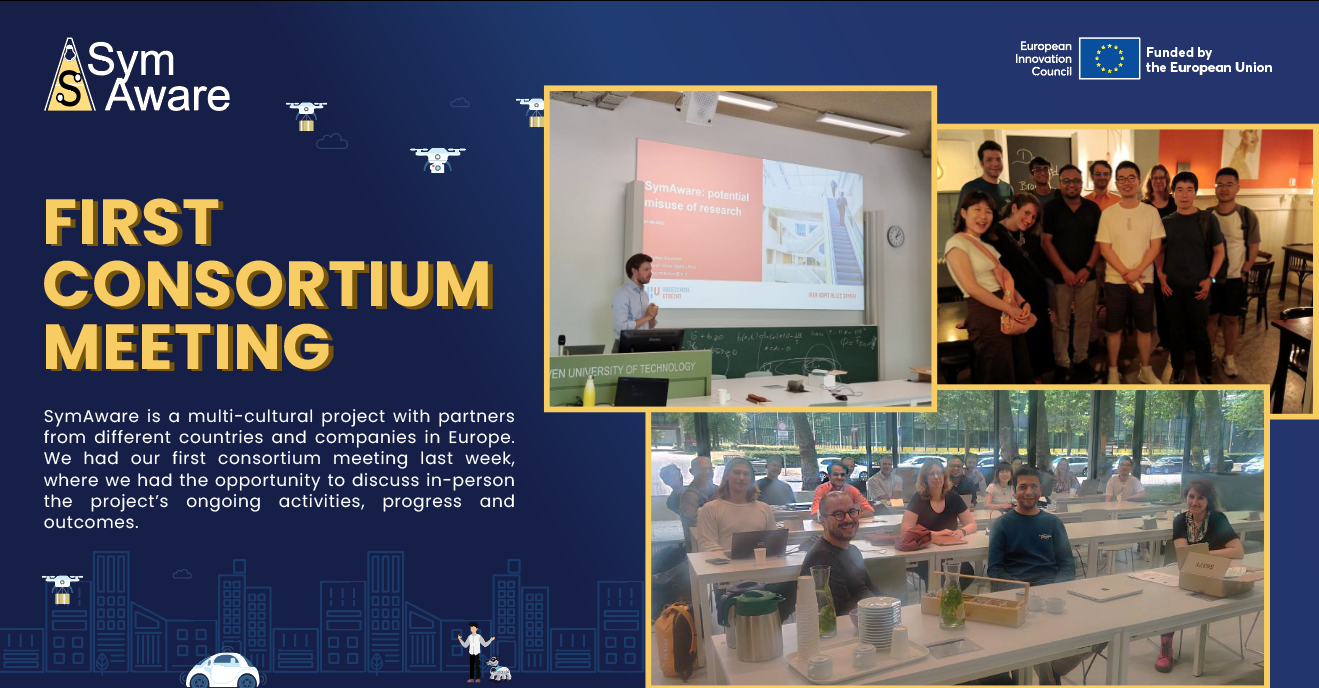 Sym
Aware
S
European
Innovation
Council
Funded by
the European Union
FIRST
CONSORTIUM
MEETING
SymAware is a multi-cultural project with partners
from different countries and companies in Europe.
We had our first consortium meeting last week,
where we had the opportunity to discuss in-person
the project's ongoing activities, progress and
outcomes.
SymAware: potential
misuse of research
HOGESCHOOL
UTRECHT
VEN UNIVERSITY OF TECHNOLOGY